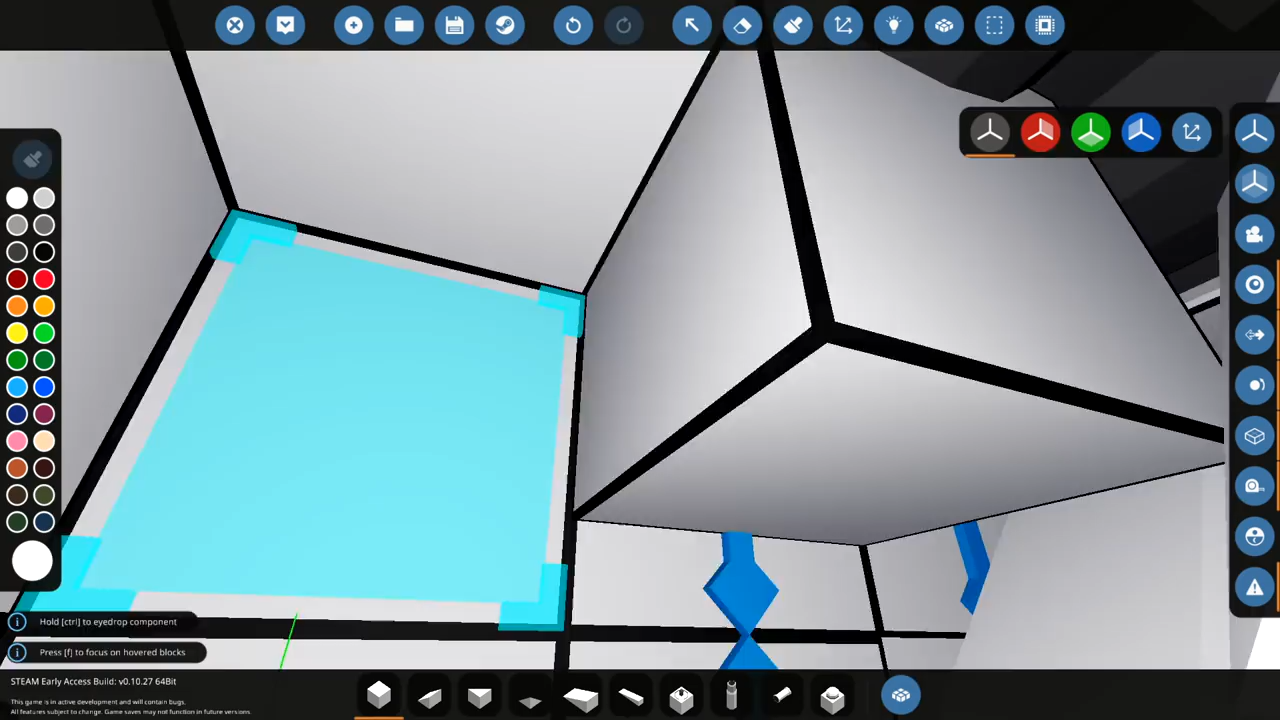 Hold [ctrl] to eyedrop component
Press [f] to focus on hovered blocks
STEAM Early Access Build: v0.10.27 64Bit
This game is in active development and will contain bugs.
All features subject to change. Game saves may not function in future versions.